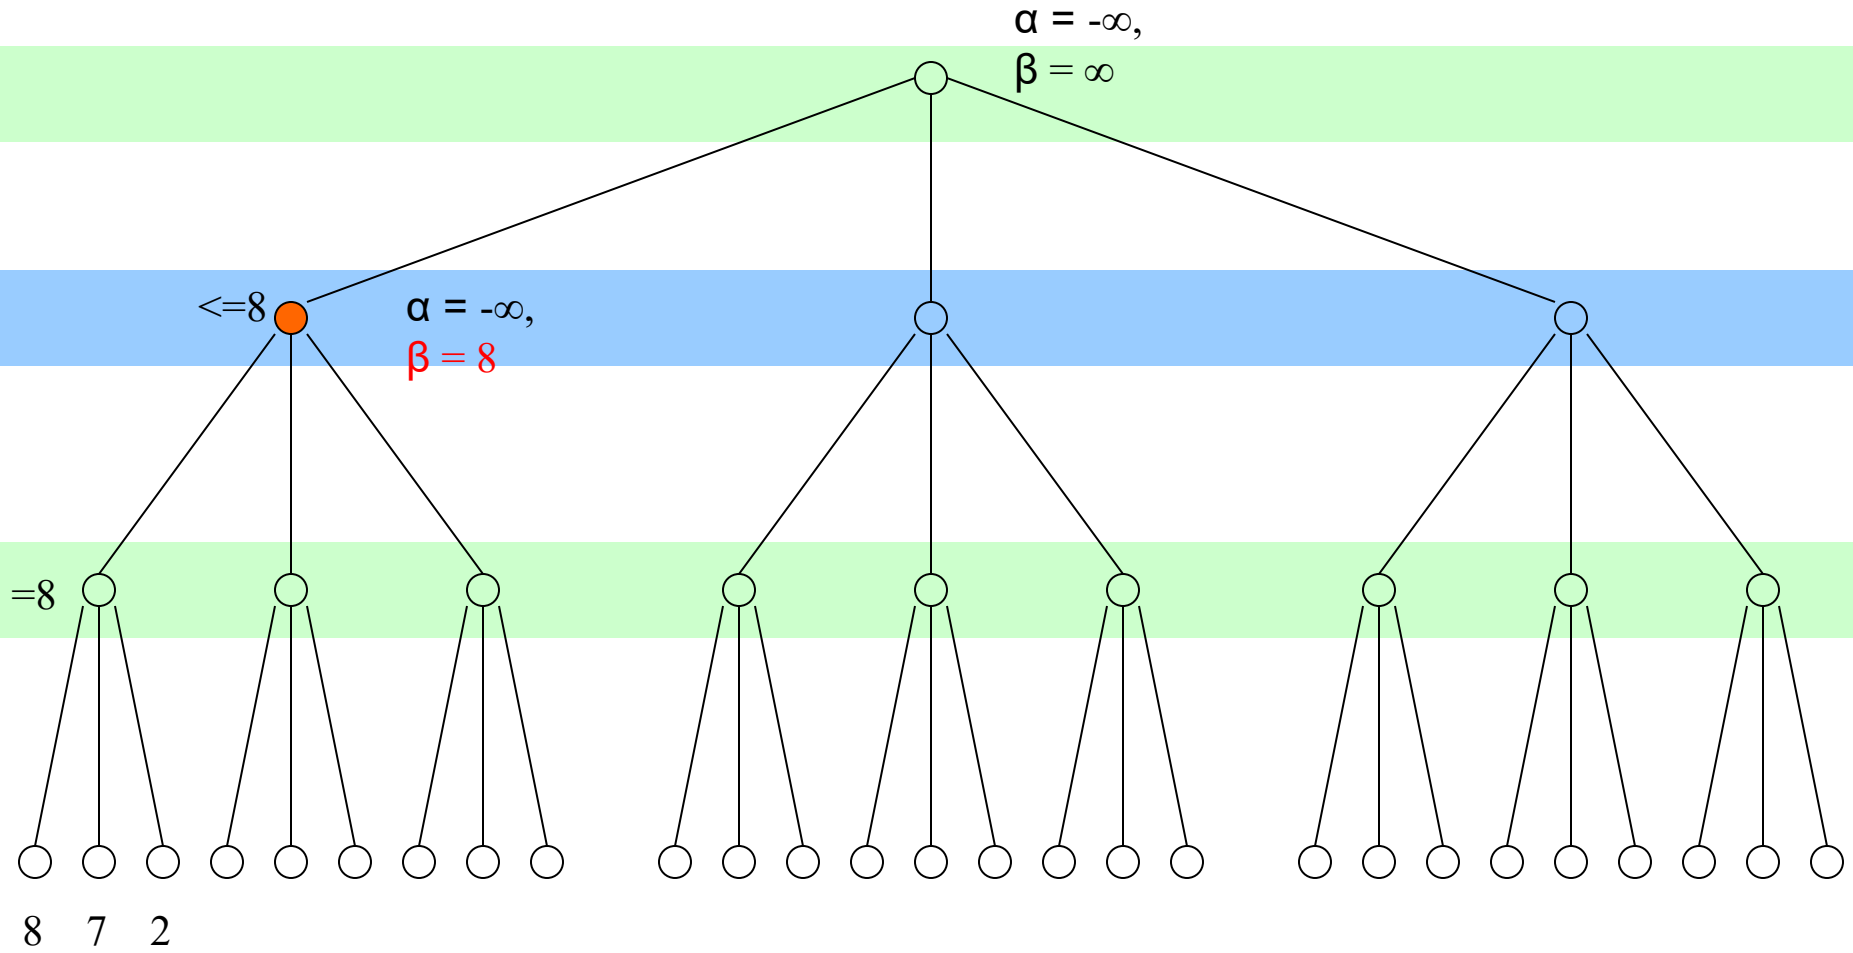 α = -∞,
β = ∞
<=8
α = -∞,
β = 8
=8
8 7 2